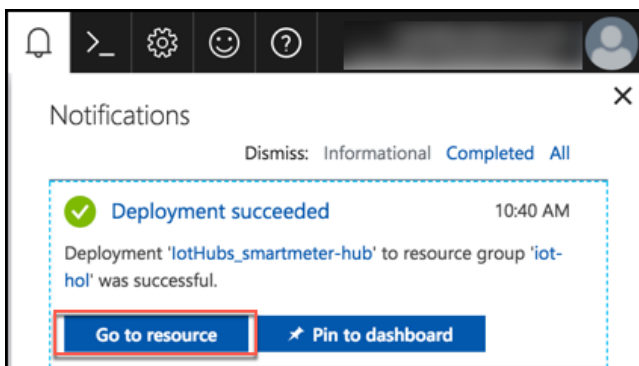 Notifications
Dismiss: Informational Completed All
Deployment succeeded 10:40 AM
Deployment 'IotHubs_smartmeter-hub' to resource group 'iot-
hol' was successful.
Go to resource Pin to dashboard